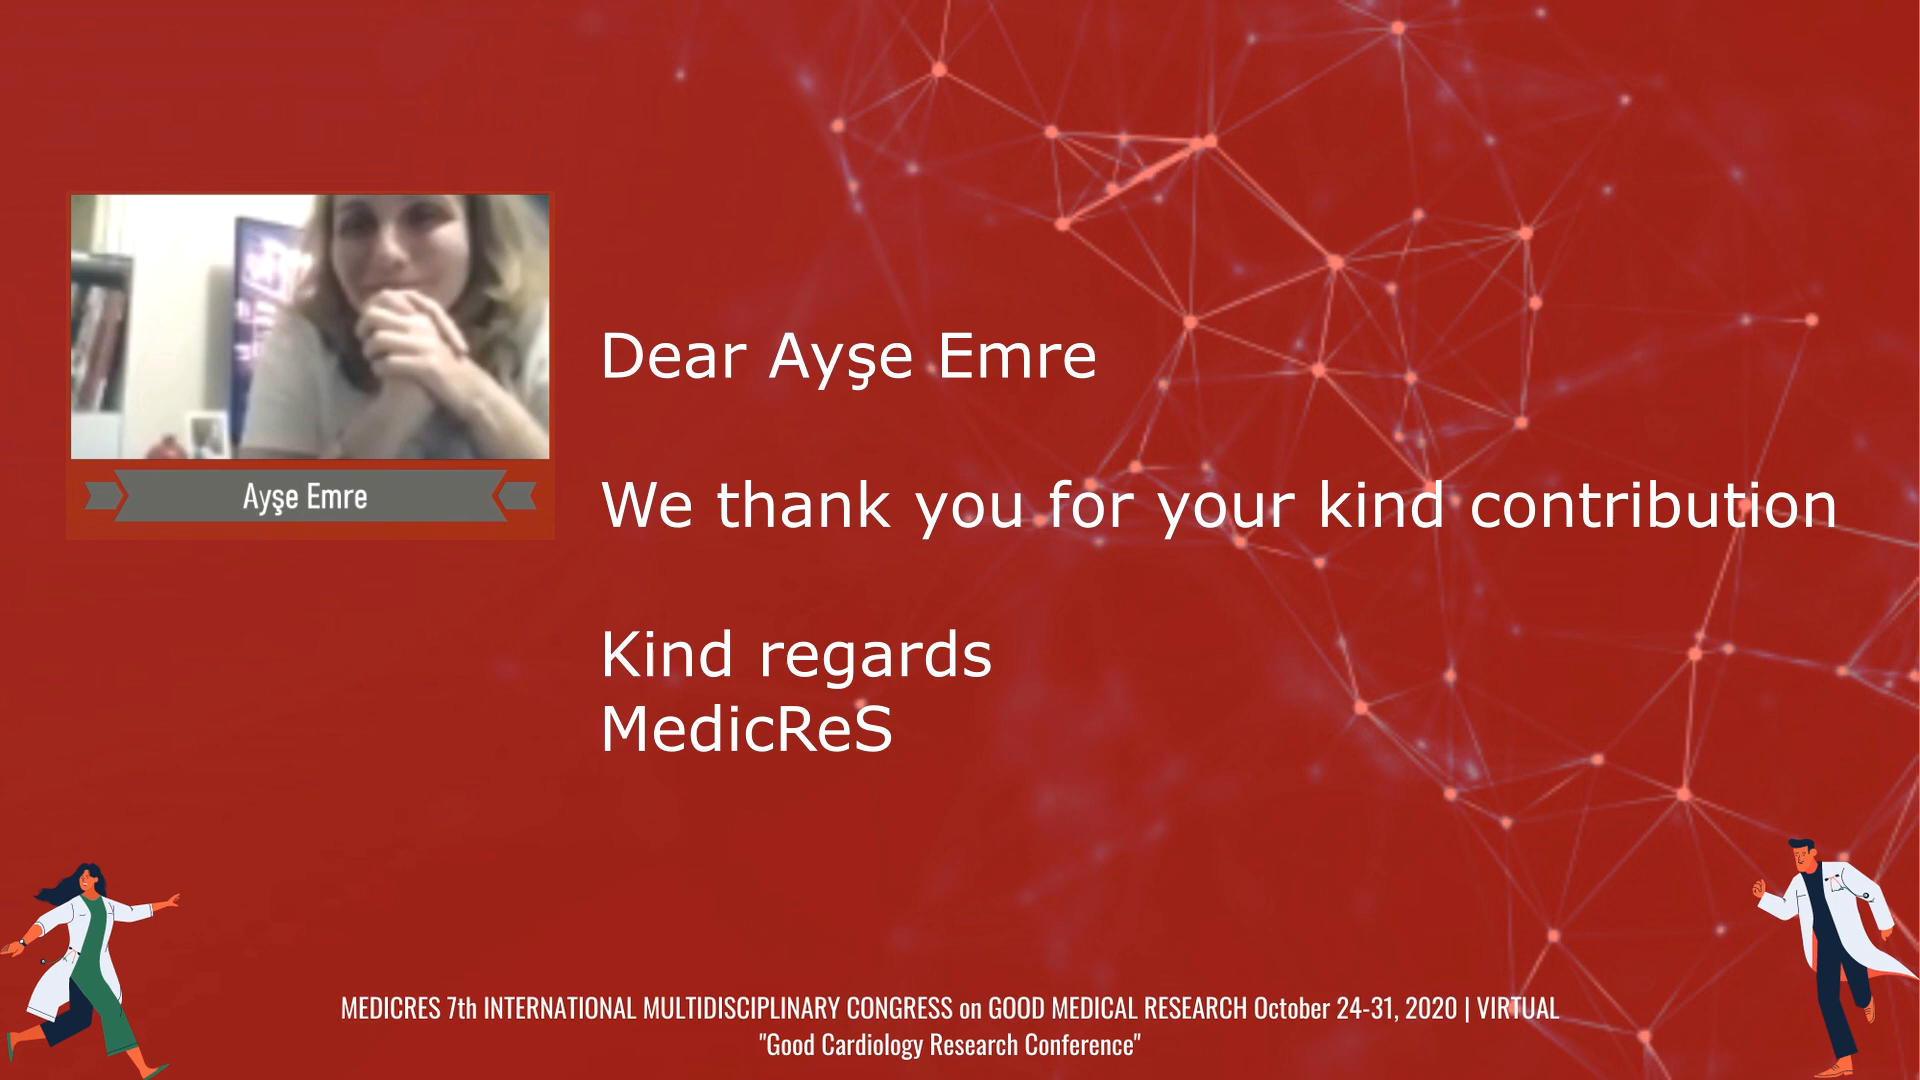 Ayşe Emre
Dear Ayşe Emre
We thank you for your kind contribution
Kind regards
MedicReS
MEDICRES 7th INTERNATIONAL MULTIDISCIPLINARY CONGRESS on GOOD MEDICAL RESEARCH October 24-31, 2020 | VIRTUAL
"Good Cardiology Research Conference"